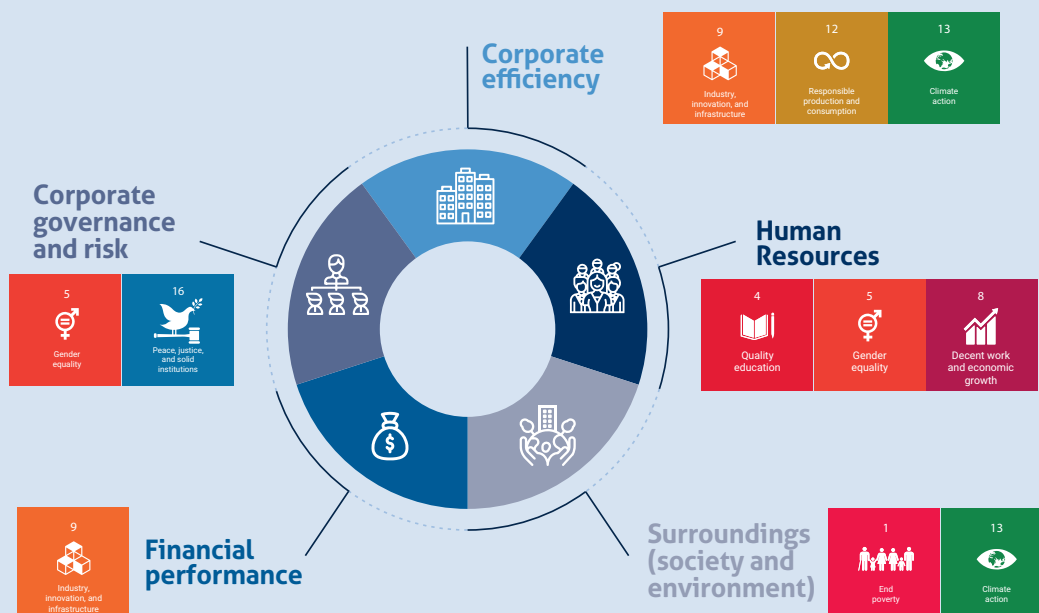 Corporate
efficiency
9
Industry,
innovation, and
infrastructure
12
Responsible
production and
consumption
13
Climate
action
Corporate
governance
and risk
5
Gender
equality
16
Peace, justice,
and solid
institutions
Human
Resources
4
Quality
education
5
Gender
equality
8
Decent work
and economic
growth
$
9
Industry,
innovation, and
infrastructure
Financial
performance
Surroundings
(society and
environment)
1
End
poverty
13
Climate
action